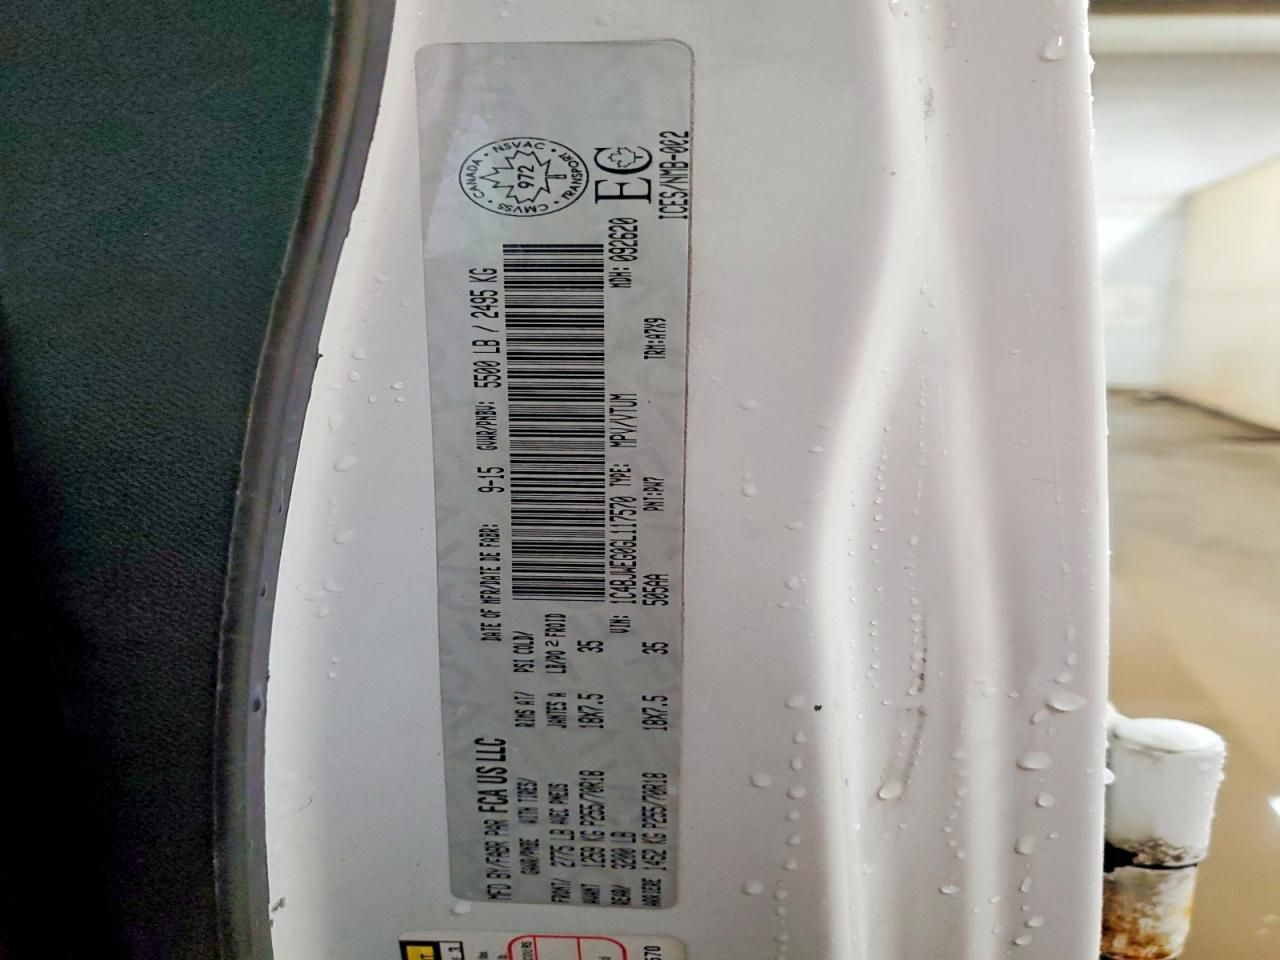 MFD BY/FABR PAR FCA US LLC
DATE OF MFR/DATE DE FABR: 9-15 GVWR/PNBV: 5500 LB / 2495 KG
GAWR/PNBE WITH TIRES/ RIMS AT/ PSI COLD/
AVEC PNEUS JANTES A LB/PO 2 FROID
FRONT/ 2775 LB
AVANT 1259 KG P255/70R18 18X7.5 35
REAR/ 3200 LB
ARRIERE 1452 KG P255/70R18 18X7.5 35
VIN: 1C4BJWEG0GL117570 TYPE: MPV/VTUM MDH: 092620
505AA PNT:PW7 TRM:A7X9
CANADA · NSVAC · TRANSPORT · CMVSS ·
972
EC
ICES/NMB-002
570